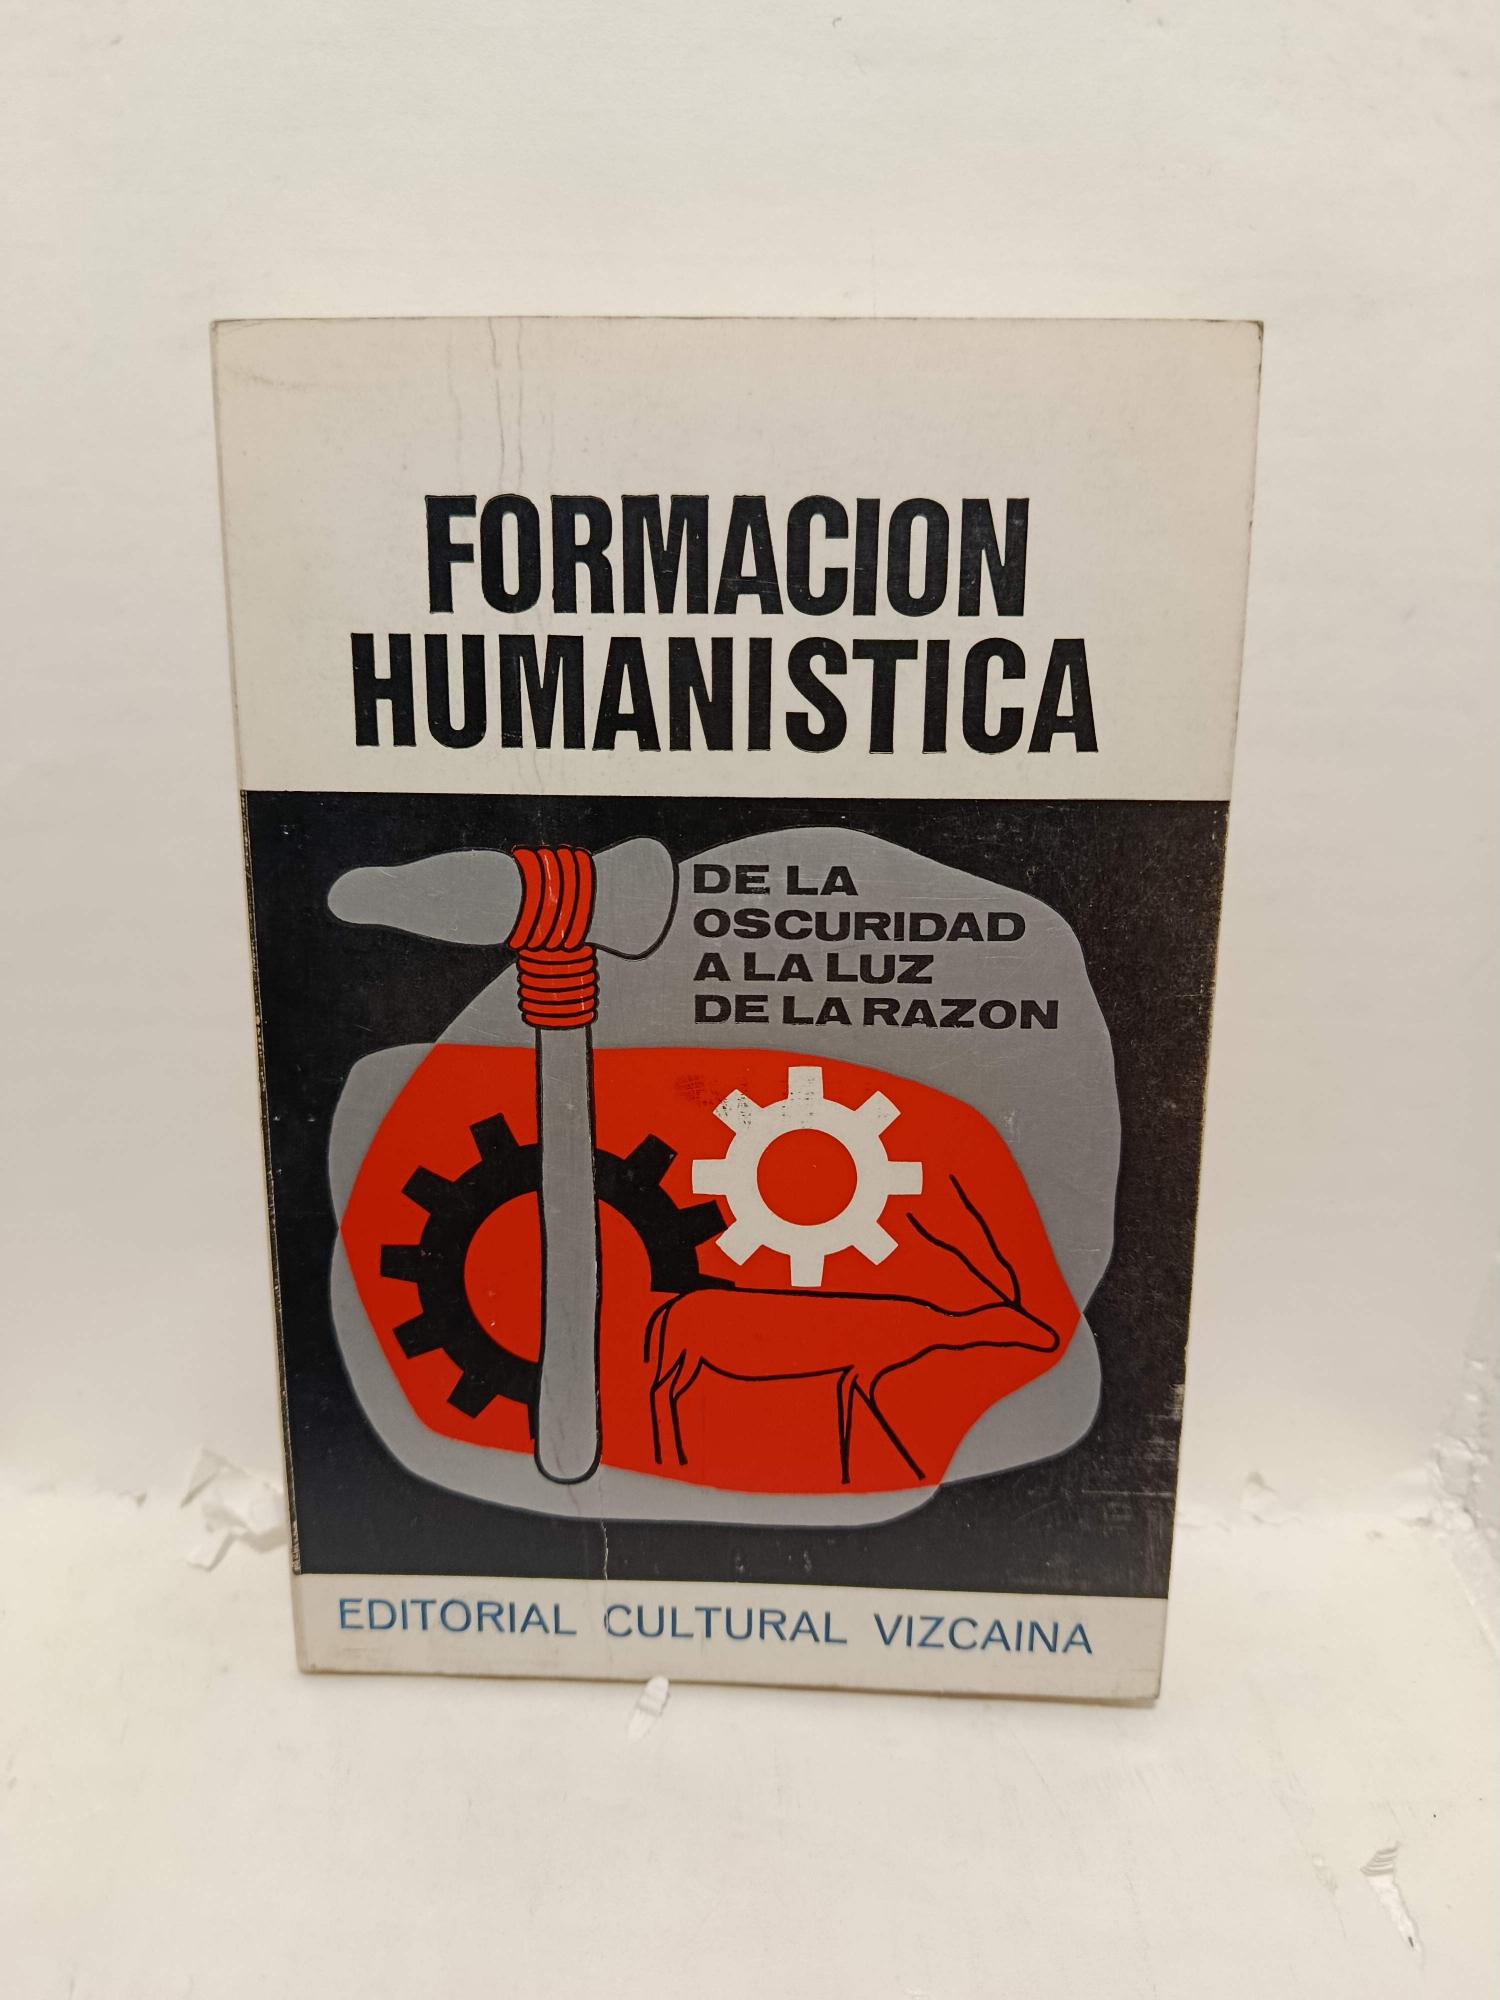 FORMACION
HUMANISTICA
DE LA
OSCURIDAD
A LA LUZ
DE LA RAZON
EDITORIAL CULTURAL VIZCAINA